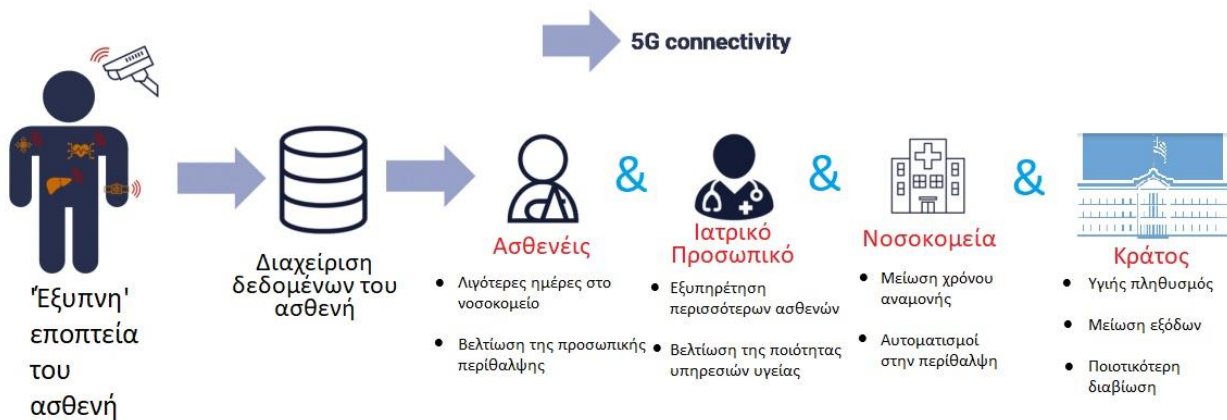 5G connectivity
'Έξυπνη'
εποπτεία
του
ασθενή
Διαχείριση
δεδομένων του
ασθενή
&
&
&
Ασθενέις
Λιγότερες ημέρες στο
νοσοκομείο
Βελτίωση της προσωπικής
περίθαλψης
Ιατρικό
Προσωπικό
Εξυπηρέτηση
περισσότερων ασθενών
Βελτίωση της ποιότητας
υπηρεσιών υγείας
Νοσοκομεία
Μείωση χρόνου
αναμονής
Αυτοματισμοί
στην περίθαλψη
Κράτος
Υγιής πληθυσμός
Μείωση εξόδων
Ποιοτικότερη
διαβίωση